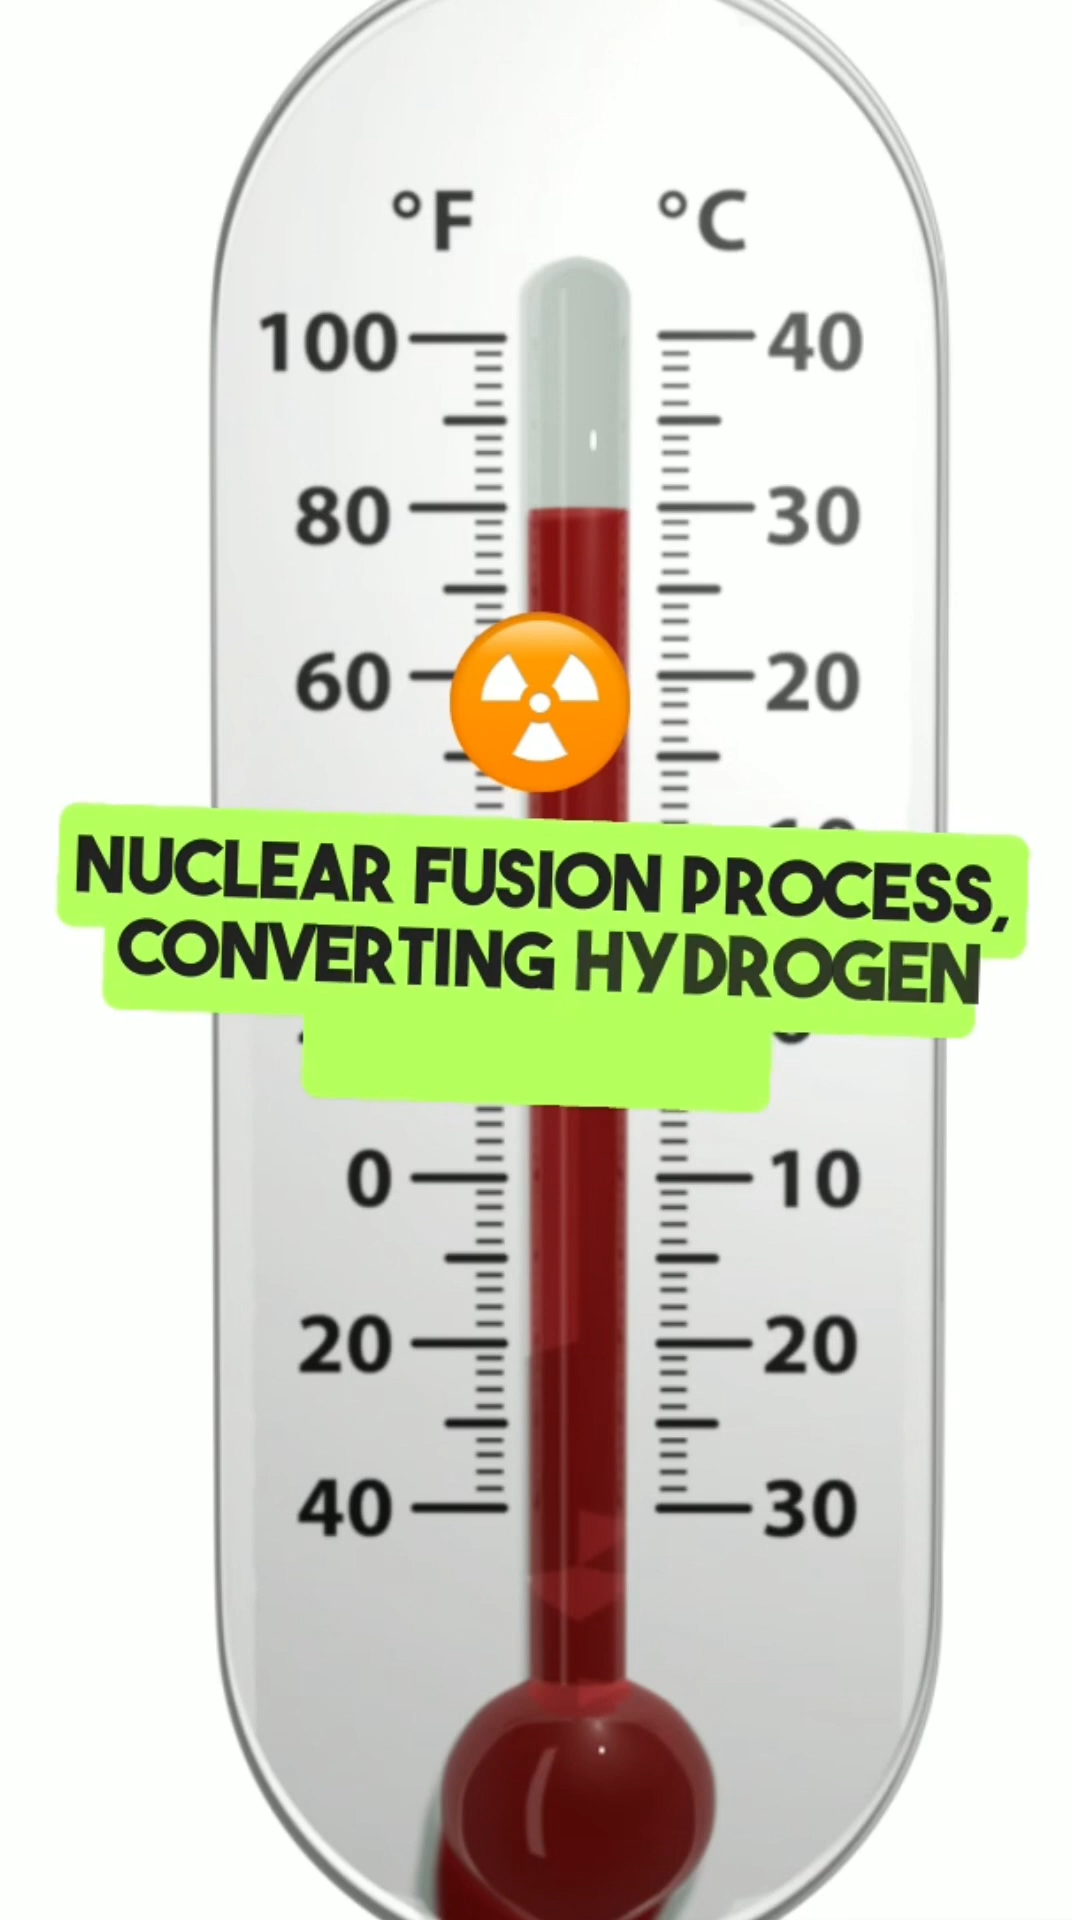 °F °C
100 40
80 30
60 20
NUCLEAR FUSION PROCESS,
CONVERTING HYDROGEN
0 10
20 20
40 30